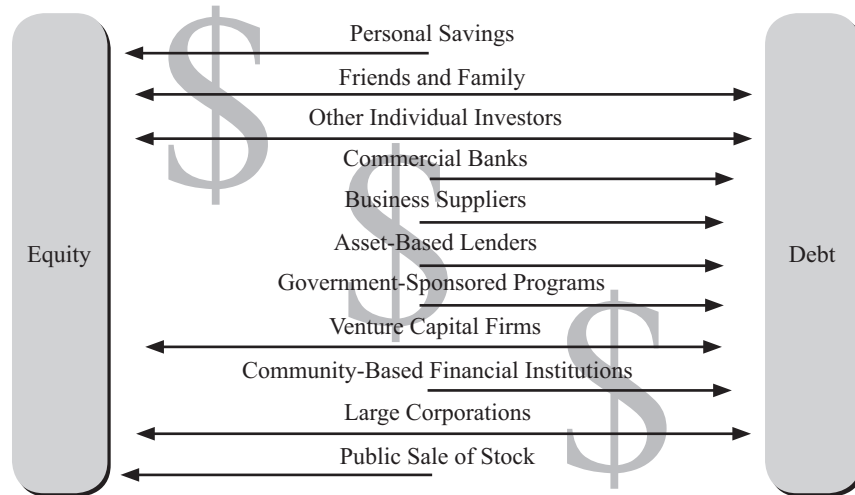 Personal Savings
Friends and Family
Other Individual Investors
Commercial Banks
Business Suppliers
Asset-Based Lenders
Equity
Debt
Government-Sponsored Programs
Venture Capital Firms
Community-Based Financial Institutions
Large Corporations
Public Sale of Stock
$
$
$